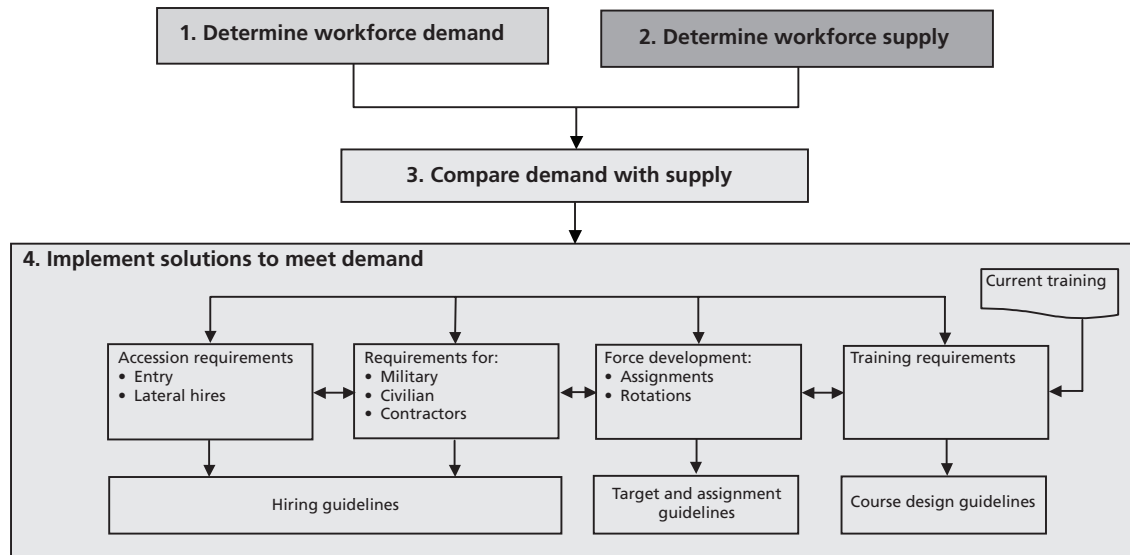 1. Determine workforce demand
2. Determine workforce supply
3. Compare demand with supply
4. Implement solutions to meet demand
Current training
Accession requirements
• Entry
• Lateral hires
Requirements for:
• Military
• Civilian
• Contractors
Force development:
• Assignments
• Rotations
Training requirements
Hiring guidelines
Target and assignment
guidelines
Course design guidelines